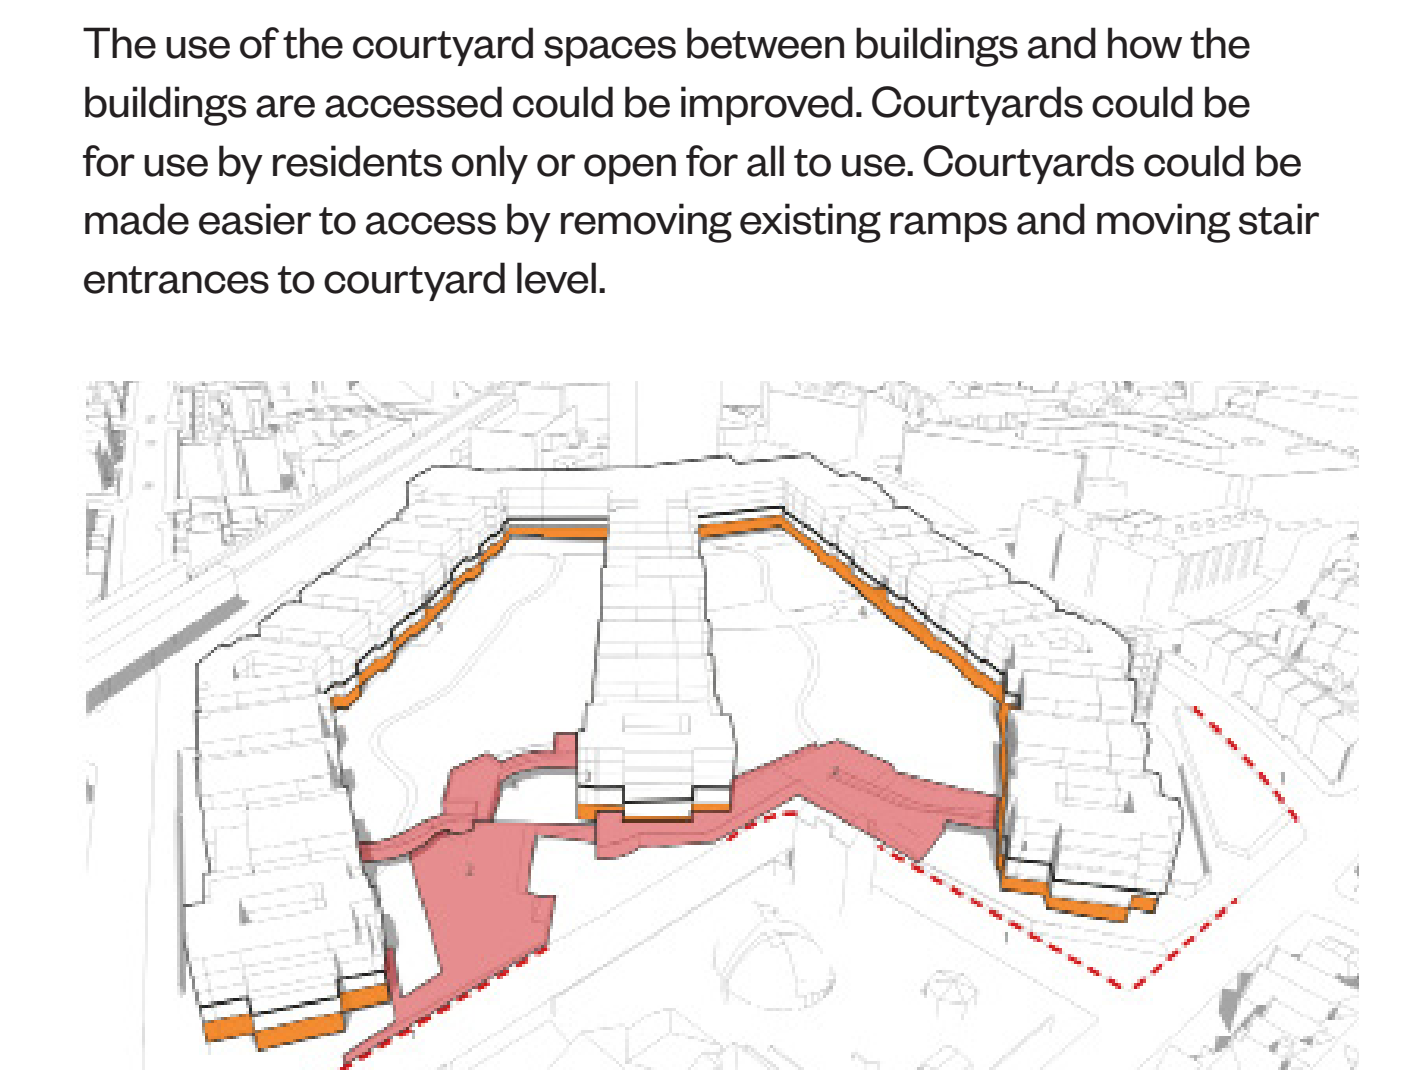 The use of the courtyard spaces between buildings and how the
buildings are accessed could be improved. Courtyards could be
for use by residents only or open for all to use. Courtyards could be
made easier to access by removing existing ramps and moving stair
entrances to courtyard level.